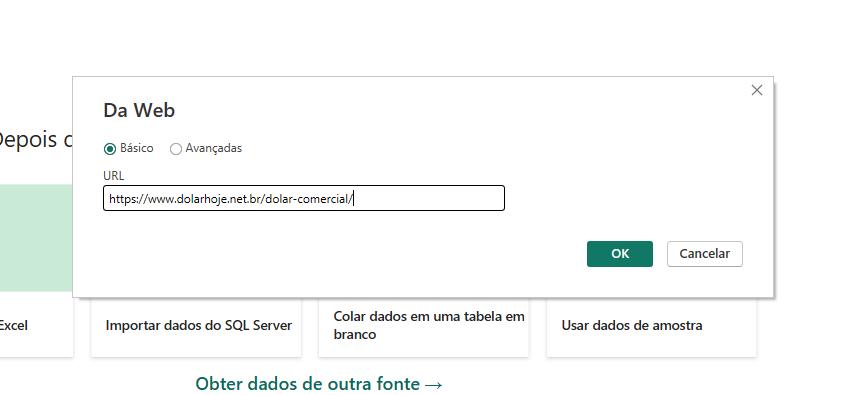 Da Web
Básico
Avançadas
Depois d
URL
https://www.dolarhoje.net.br/dolar-comercial/
OK
Cancelar
Excel
Importar dados do SQL Server
Colar dados em uma tabela em
branco
Usar dados de amostra
Obter dados de outra fonte →